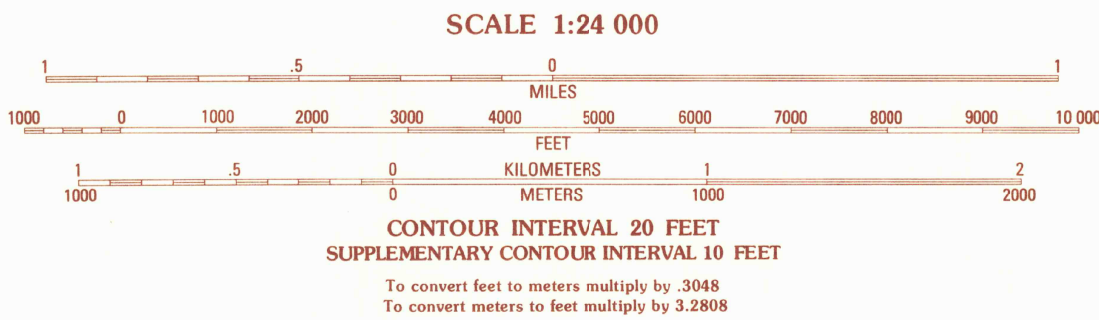 SCALE 1:24 000
1 .5 0 1
MILES
1000 0 1000 2000 3000 4000 5000 6000 7000 8000 9000 10 000
FEET
1 .5 0 KILOMETERS 1 2
1000 0 METERS 1000 2000
CONTOUR INTERVAL 20 FEET
SUPPLEMENTARY CONTOUR INTERVAL 10 FEET
To convert feet to meters multiply by .3048
To convert meters to feet multiply by 3.2808